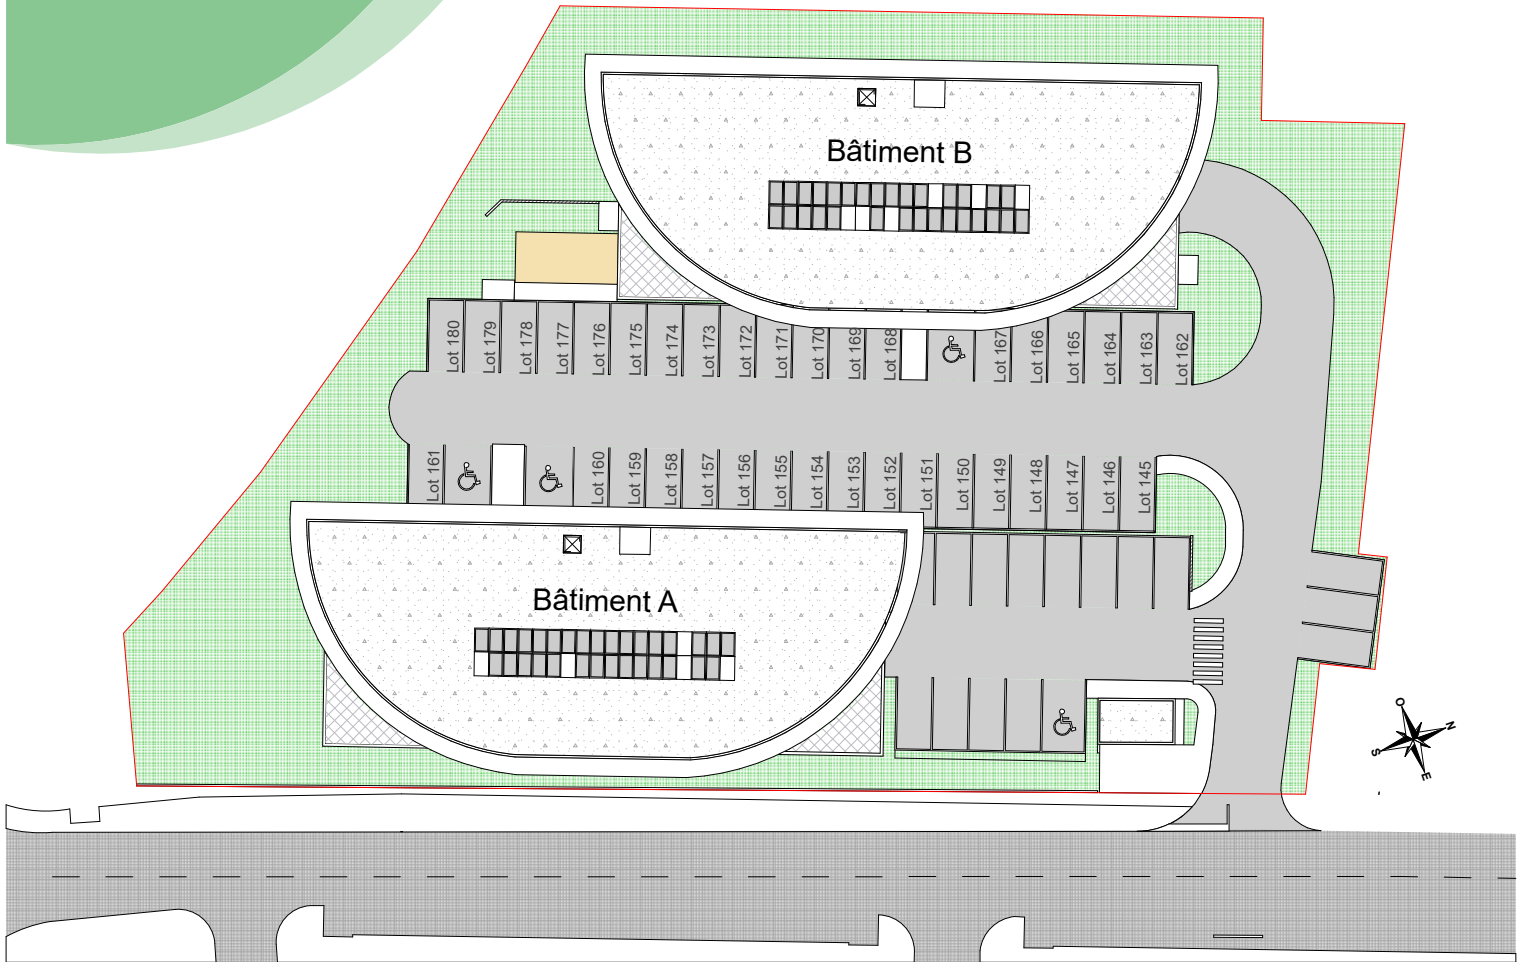 Bâtiment B
Lot 180
Lot 179
Lot 178
Lot 177
Lot 176
Lot 175
Lot 174
Lot 173
Lot 172
Lot 171
Lot 170
Lot 169
Lot 168
Lot 167
Lot 166
Lot 165
Lot 164
Lot 163
Lot 162
Lot 161
Lot 160
Lot 159
Lot 158
Lot 157
Lot 156
Lot 155
Lot 154
Lot 153
Lot 152
Lot 151
Lot 150
Lot 149
Lot 148
Lot 147
Lot 146
Lot 145
Bâtiment A
O
N
S
E